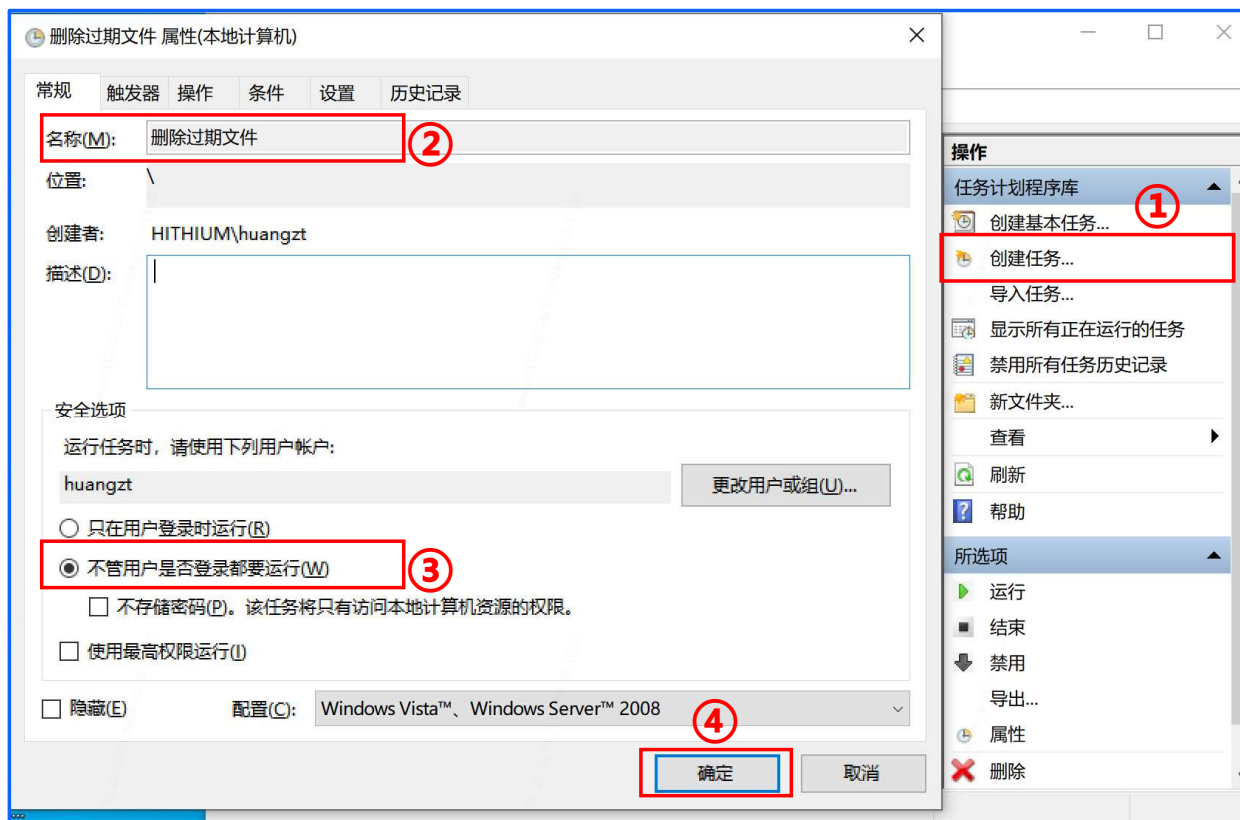 删除过期文件 属性(本地计算机)
常规 触发器 操作 条件 设置 历史记录
名称(M): 删除过期文件 ②
位置: \
创建者: HITHIUM\huangzt
描述(D):
安全选项
运行任务时，请使用下列用户帐户:
huangzt 更改用户或组(U)...
只在用户登录时运行(R)
不管用户是否登录都要运行(W) ③
不存储密码(P)。该任务将只有访问本地计算机资源的权限。
使用最高权限运行(I)
隐藏(E) 配置(C): Windows Vista™、Windows Server™ 2008
④
确定 取消
操作
任务计划程序库
①
创建基本任务...
创建任务...
导入任务...
显示所有正在运行的任务
禁用所有任务历史记录
新文件夹...
查看
刷新
帮助
所选项
运行
结束
禁用
导出...
属性
删除